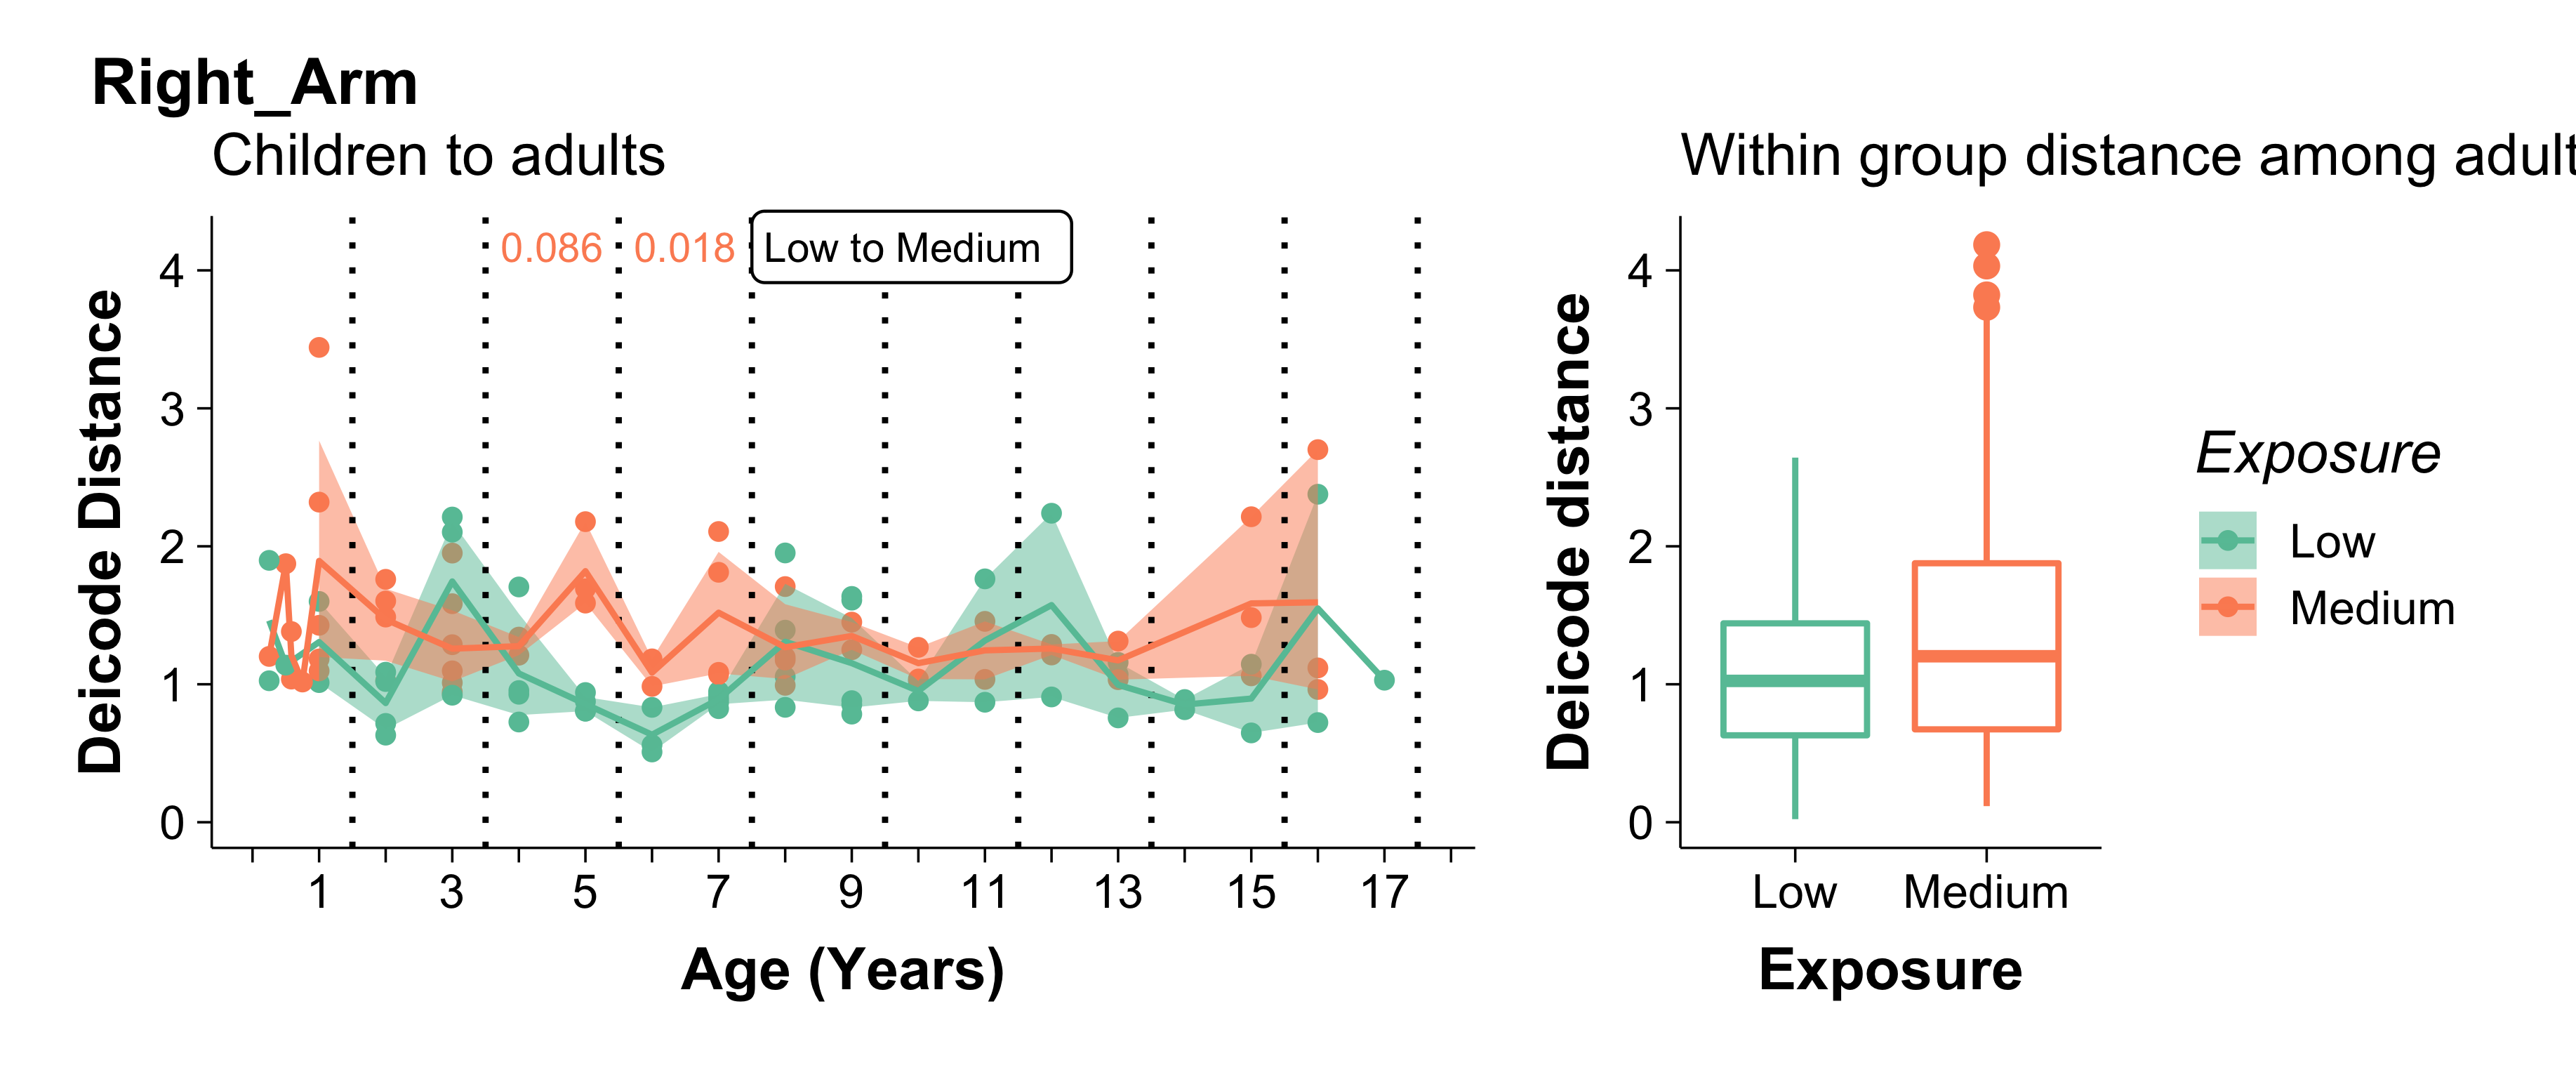 Right_Arm
Children to adults
0.086
0.018
Low to Medium
Deicode Distance
4
3
2
1
0
1
3
5
7
9
11
13
15
17
Age (Years)
Within group distance among adult
Deicode distance
4
3
2
1
0
Low
Medium
Exposure
Exposure
Low
Medium